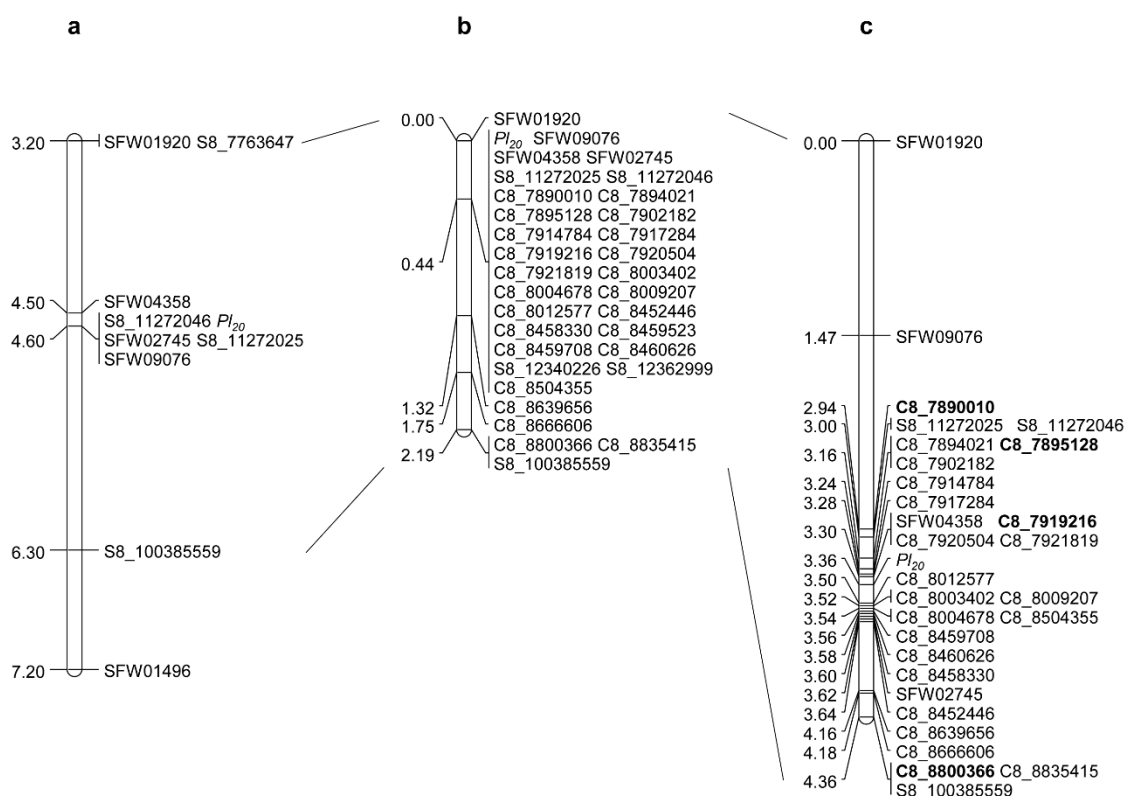 a
3.20 SFW01920 S8_7763647
4.50 SFW04358
S8_11272046 Pl20
4.60 SFW02745 S8_11272025
SFW09076
6.30 S8_100385559
7.20 SFW01496
b
0.00 SFW01920
Pl20 SFW09076
SFW04358 SFW02745
S8_11272025 S8_11272046
C8_7890010 C8_7894021
C8_7895128 C8_7902182
C8_7914784 C8_7917284
C8_7919216 C8_7920504
0.44 C8_7921819 C8_8003402
C8_8004678 C8_8009207
C8_8012577 C8_8452446
C8_8458330 C8_8459523
C8_8459708 C8_8460626
S8_12340226 S8_12362999
C8_8504355
1.32 C8_8639656
1.75 C8_8666606
2.19 C8_8800366 C8_8835415
S8_100385559
c
0.00 SFW01920
1.47 SFW09076
2.94 C8_7890010
3.00 S8_11272025 S8_11272046
3.16 C8_7894021 C8_7895128
C8_7902182
3.24 C8_7914784
3.28 C8_7917284
3.30 SFW04358 C8_7919216
C8_7920504 C8_7921819
3.36 Pl20
3.50 C8_8012577
3.52 C8_8003402 C8_8009207
3.54 C8_8004678 C8_8504355
3.56 C8_8459708
3.58 C8_8460626
3.60 C8_8458330
3.62 SFW02745
3.64 C8_8452446
4.16 C8_8639656
4.18 C8_8666606
4.36 C8_8800366 C8_8835415
S8_100385559